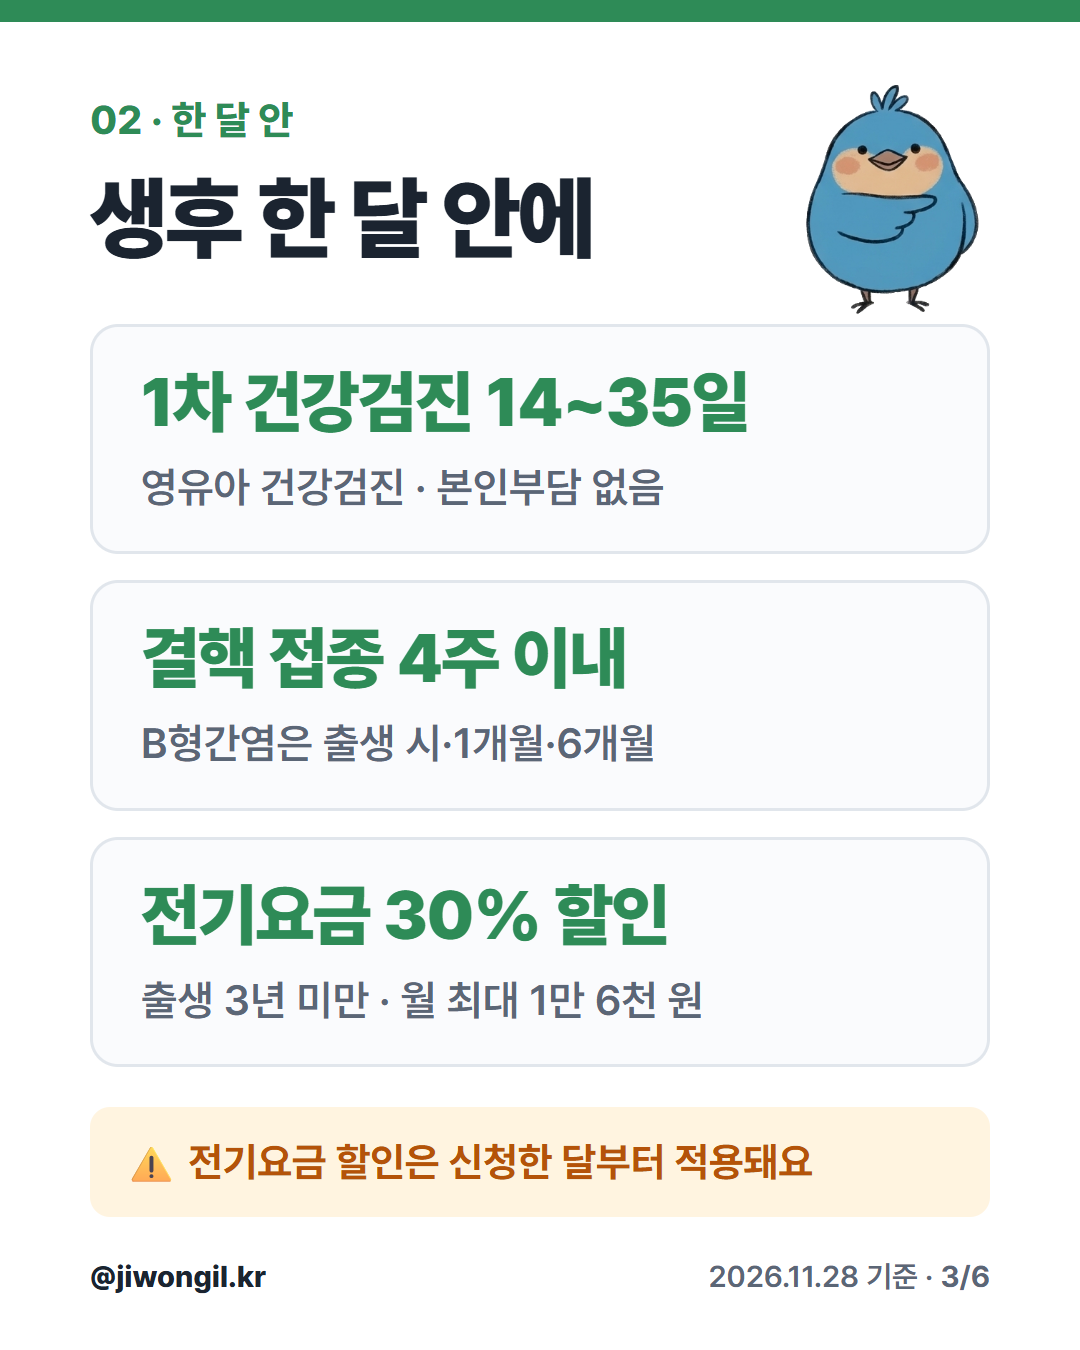 02 · 한 달 안
생후 한 달 안에
1차 건강검진 14~35일
영유아 건강검진 · 본인부담 없음
결핵 접종 4주 이내
B형간염은 출생 시·1개월·6개월
전기요금 30% 할인
출생 3년 미만 · 월 최대 1만 6천 원
⚠️ 전기요금 할인은 신청한 달부터 적용돼요
@jiwongil.kr
2026.11.28 기준 · 3/6